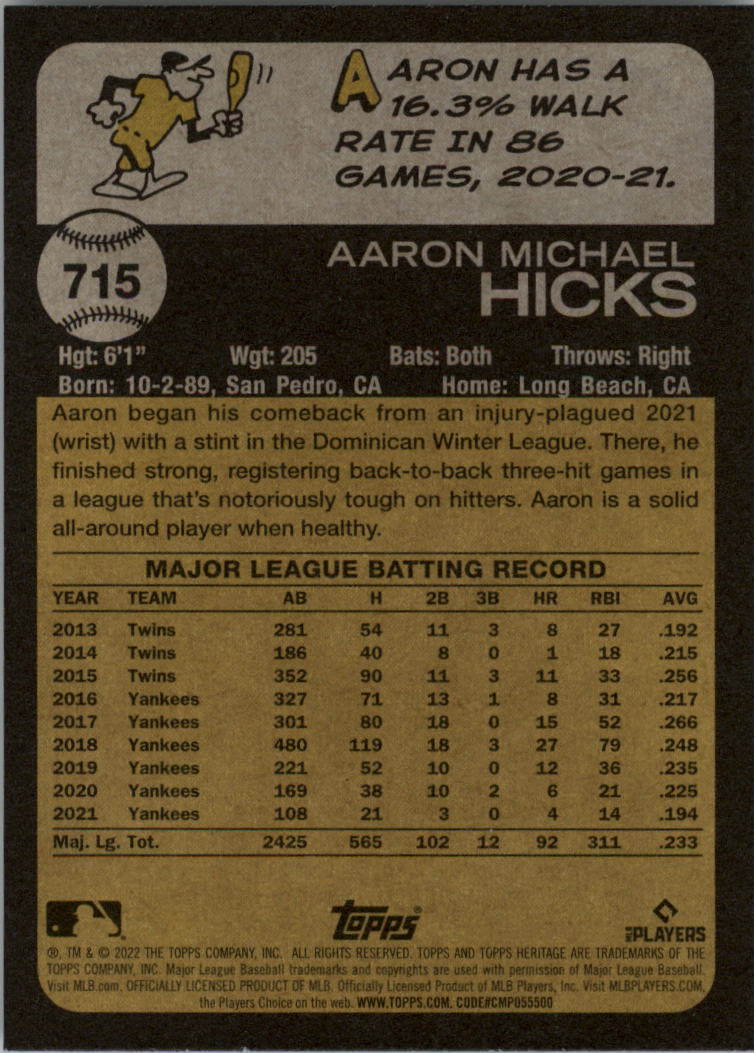 AARON HAS A
16.3% WALK
RATE IN 86
GAMES, 2020-21.
715
AARON MICHAEL
HICKS
Hgt: 6'1" Wgt: 205 Bats: Both Throws: Right
Born: 10-2-89, San Pedro, CA Home: Long Beach, CA
Aaron began his comeback from an injury-plagued 2021
(wrist) with a stint in the Dominican Winter League. There, he
finished strong, registering back-to-back three-hit games in
a league that's notoriously tough on hitters. Aaron is a solid
all-around player when healthy.
MAJOR LEAGUE BATTING RECORD
YEAR TEAM AB H 2B 3B HR RBI AVG
2013 Twins 281 54 11 3 8 27 .192
2014 Twins 186 40 8 0 1 18 .215
2015 Twins 352 90 11 3 11 33 .256
2016 Yankees 327 71 13 1 8 31 .217
2017 Yankees 301 80 18 0 15 52 .266
2018 Yankees 480 119 18 3 27 79 .248
2019 Yankees 221 52 10 0 12 36 .235
2020 Yankees 169 38 10 2 6 21 .225
2021 Yankees 108 21 3 0 4 14 .194
Maj. Lg. Tot. 2425 565 102 12 92 311 .233
Topps®
MLB PLAYERS
®, TM & © 2022 THE TOPPS COMPANY, INC. ALL RIGHTS RESERVED. TOPPS AND TOPPS HERITAGE ARE TRADEMARKS OF THE
TOPPS COMPANY, INC. Major League Baseball trademarks and copyrights are used with permission of Major League Baseball.
Visit MLB.com. OFFICIALLY LICENSED PRODUCT OF MLB. Officially Licensed Product of MLB Players, Inc. Visit MLBPLAYERS.COM,
the Players Choice on the web. WWW.TOPPS.COM. CODE#CMP055500